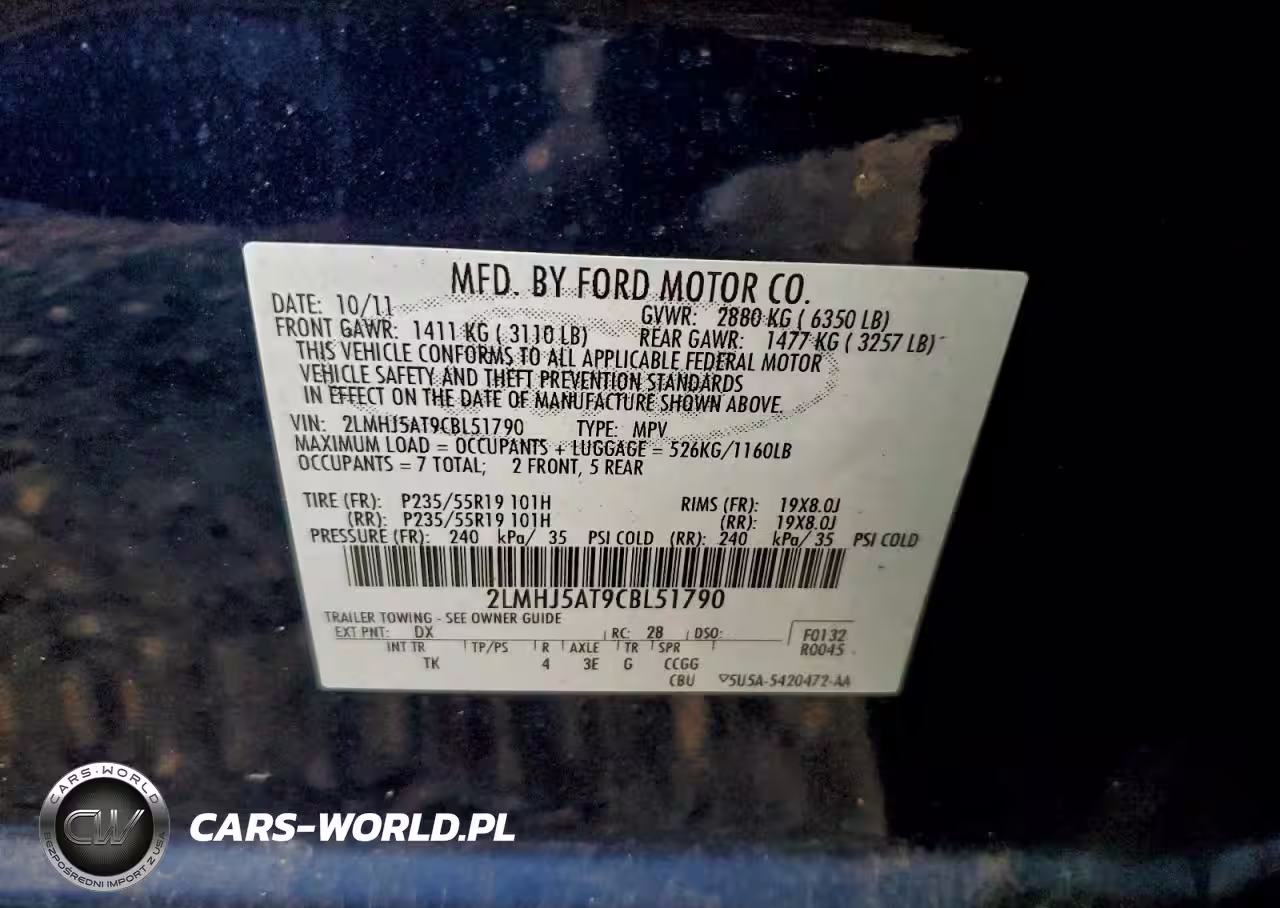 MFD. BY FORD MOTOR CO.
DATE: 10/11 GVWR: 2880 KG ( 6350 LB)
FRONT GAWR: 1411 KG ( 3110 LB) REAR GAWR: 1477 KG ( 3257 LB)
THIS VEHICLE CONFORMS TO ALL APPLICABLE FEDERAL MOTOR
VEHICLE SAFETY AND THEFT PREVENTION STANDARDS
IN EFFECT ON THE DATE OF MANUFACTURE SHOWN ABOVE.
VIN: 2LMHJ5AT9CBL51790 TYPE: MPV
MAXIMUM LOAD = OCCUPANTS + LUGGAGE = 526KG/1160LB
OCCUPANTS = 7 TOTAL; 2 FRONT, 5 REAR
TIRE (FR): P235/55R19 101H RIMS (FR): 19X8.0J
(RR): P235/55R19 101H (RR): 19X8.0J
PRESSURE (FR): 240 kPa/ 35 PSI COLD (RR): 240 kPa/ 35 PSI COLD
2LMHJ5AT9CBL51790
TRAILER TOWING - SEE OWNER GUIDE
EXT PNT: DX RC: 28 DSO: F0132
INT TR TP/PS R AXLE TR SPR R0045
TK 4 3E G CCGG
CBU 5U5A-5420472-AA
CARS-WORLD
CW
BEZPOŚREDNI IMPORT Z USA
CARS-WORLD.PL